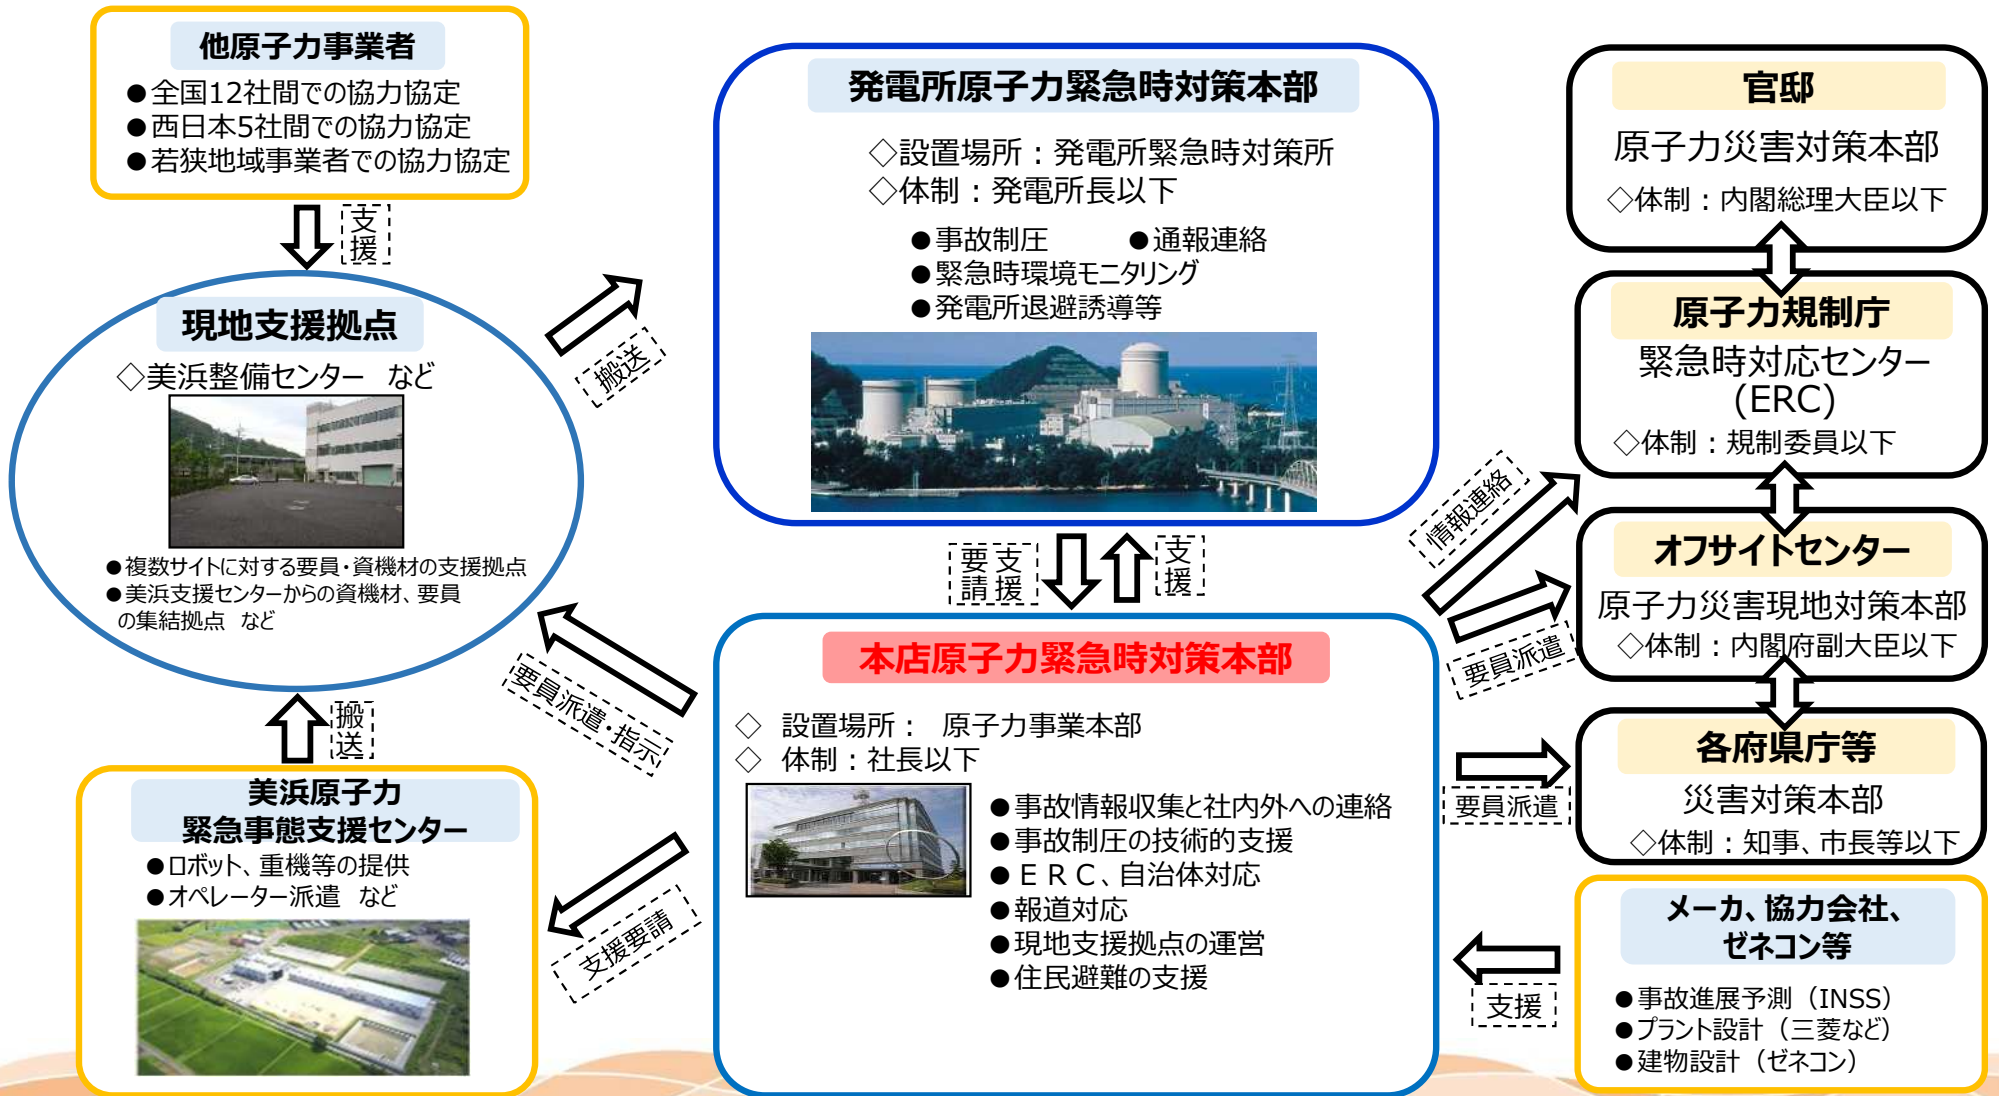 他原子力事業者
●全国12社間での協力協定
●西日本5社間での協力協定
●若狭地域事業者での協力協定
支援
現地支援拠点
◇美浜整備センター など
●複数サイトに対する要員・資機材の支援拠点
●美浜支援センターからの資機材、要員
の集結拠点 など
搬送
搬送
美浜原子力
緊急事態支援センター
●ロボット、重機等の提供
●オペレーター派遣 など
発電所原子力緊急時対策本部
◇設置場所：発電所緊急時対策所
◇体制：発電所長以下
●事故制圧 ●通報連絡
●緊急時環境モニタリング
●発電所退避誘導等
支援
要請
支援
要員派遣・指示
支援要請
本店原子力緊急時対策本部
◇ 設置場所： 原子力事業本部
◇ 体制：社長以下
●事故情報収集と社内外への連絡
●事故制圧の技術的支援
●ＥＲＣ、自治体対応
●報道対応
●現地支援拠点の運営
●住民避難の支援
情報連絡
要員派遣
要員派遣
支援
官邸
原子力災害対策本部
◇体制：内閣総理大臣以下
原子力規制庁
緊急時対応センター
(ERC)
◇体制：規制委員以下
オフサイトセンター
原子力災害現地対策本部
◇体制：内閣府副大臣以下
各府県庁等
災害対策本部
◇体制：知事、市長等以下
メーカ、協力会社、
ゼネコン等
●事故進展予測（INSS）
●プラント設計（三菱など）
●建物設計（ゼネコン）